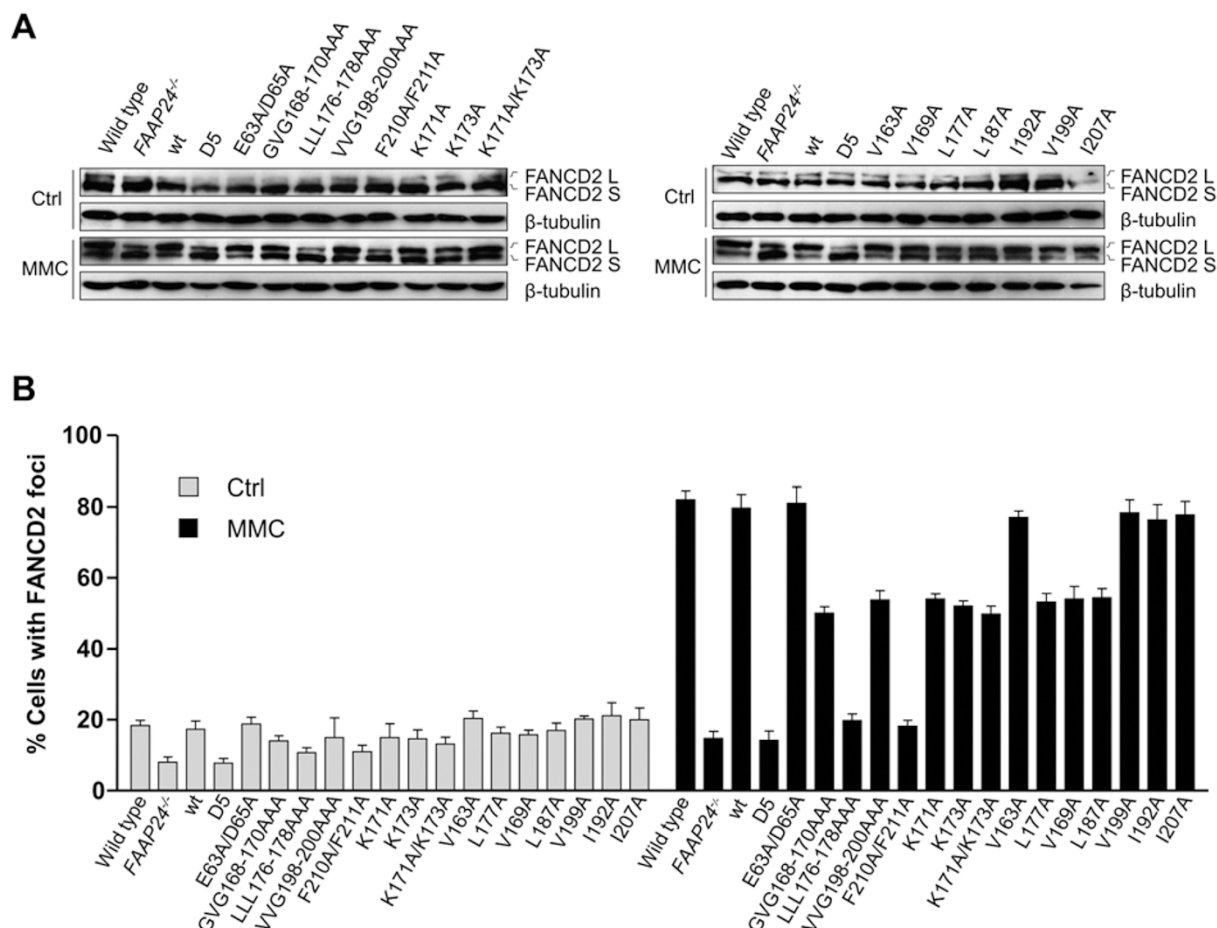 A
Wild type FAAP24-/- wt D5 E63A/D65A GVG168-170AAA LLL176-178AAA VVG198-200AAA F210A/F211A K171A K173A K171A/K173A
Ctrl
FANCD2 L
FANCD2 S
β-tubulin
MMC
FANCD2 L
FANCD2 S
β-tubulin
Wild type FAAP24-/- wt D5 V163A V169A L177A L187A I192A V199A I207A
Ctrl
FANCD2 L
FANCD2 S
β-tubulin
MMC
FANCD2 L
FANCD2 S
β-tubulin
B
% Cells with FANCD2 foci
100
80
60
40
20
0
Ctrl
MMC
Wild type FAAP24-/- wt D5 E63A/D65A GVG168-170AAA LLL176-178AAA VVG198-200AAA F210A/F211A K171A K173A K171A/K173A V163A L177A V169A L187A V199A I192A I207A
Wild type FAAP24-/- wt D5 E63A/D65A GVG168-170AAA LLL176-178AAA VVG198-200AAA F210A/F211A K171A K173A K171A/K173A V163A L177A V169A L187A V199A I192A I207A